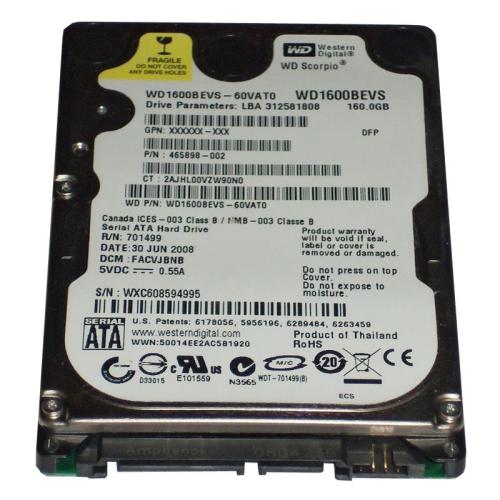 FRAGILE
DO NOT COVER
ANY DRIVE HOLES
WD Western
Digital®
WD Scorpio®
WD1600BEVS-60VAT0 WD1600BEVS
Drive Parameters: LBA 312581808 160.0GB
GPN: XXXXXX-XXX DFP
P/N : 465898-002
CT : 2AJHL00VZW90N0
WD P/N: WD1600BEVS-60VAT0
Canada ICES-003 Class B / NMB-003 Classe B
Serial ATA Hard Drive
R/N: 701499
DATE: 30 JUN 2008
DCM : FACVJBNB
5VDC ⎓ 0.55A
Product warranty
will be void if seal,
label or cover is
removed or damaged.
Do not press on top
Cover.
Do not expose to
moisture.
S/N : WXC608594995
SERIAL
ATA
U.S. Patents: 6178056, 5956196, 6289484, 6263459
www.westerndigital.com
Product of Thailand
WWN:50014EE2AC581920
RoHS
D33015
E101559
N3565
MIC
WDT-701499(B)
20
ECS
Amphenol